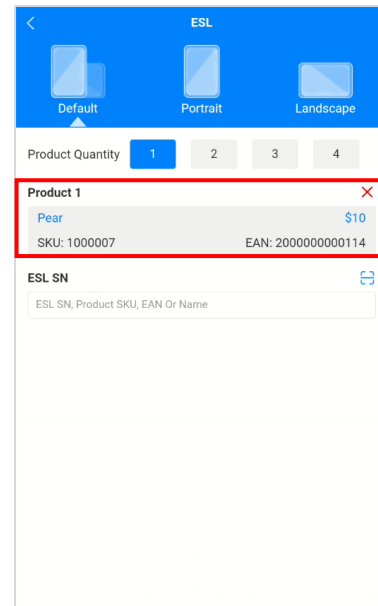 ESL
Default Portrait Landscape
Product Quantity 1 2 3 4
Product 1
Pear $10
SKU: 1000007 EAN: 2000000000114
ESL SN
ESL SN, Product SKU, EAN Or Name